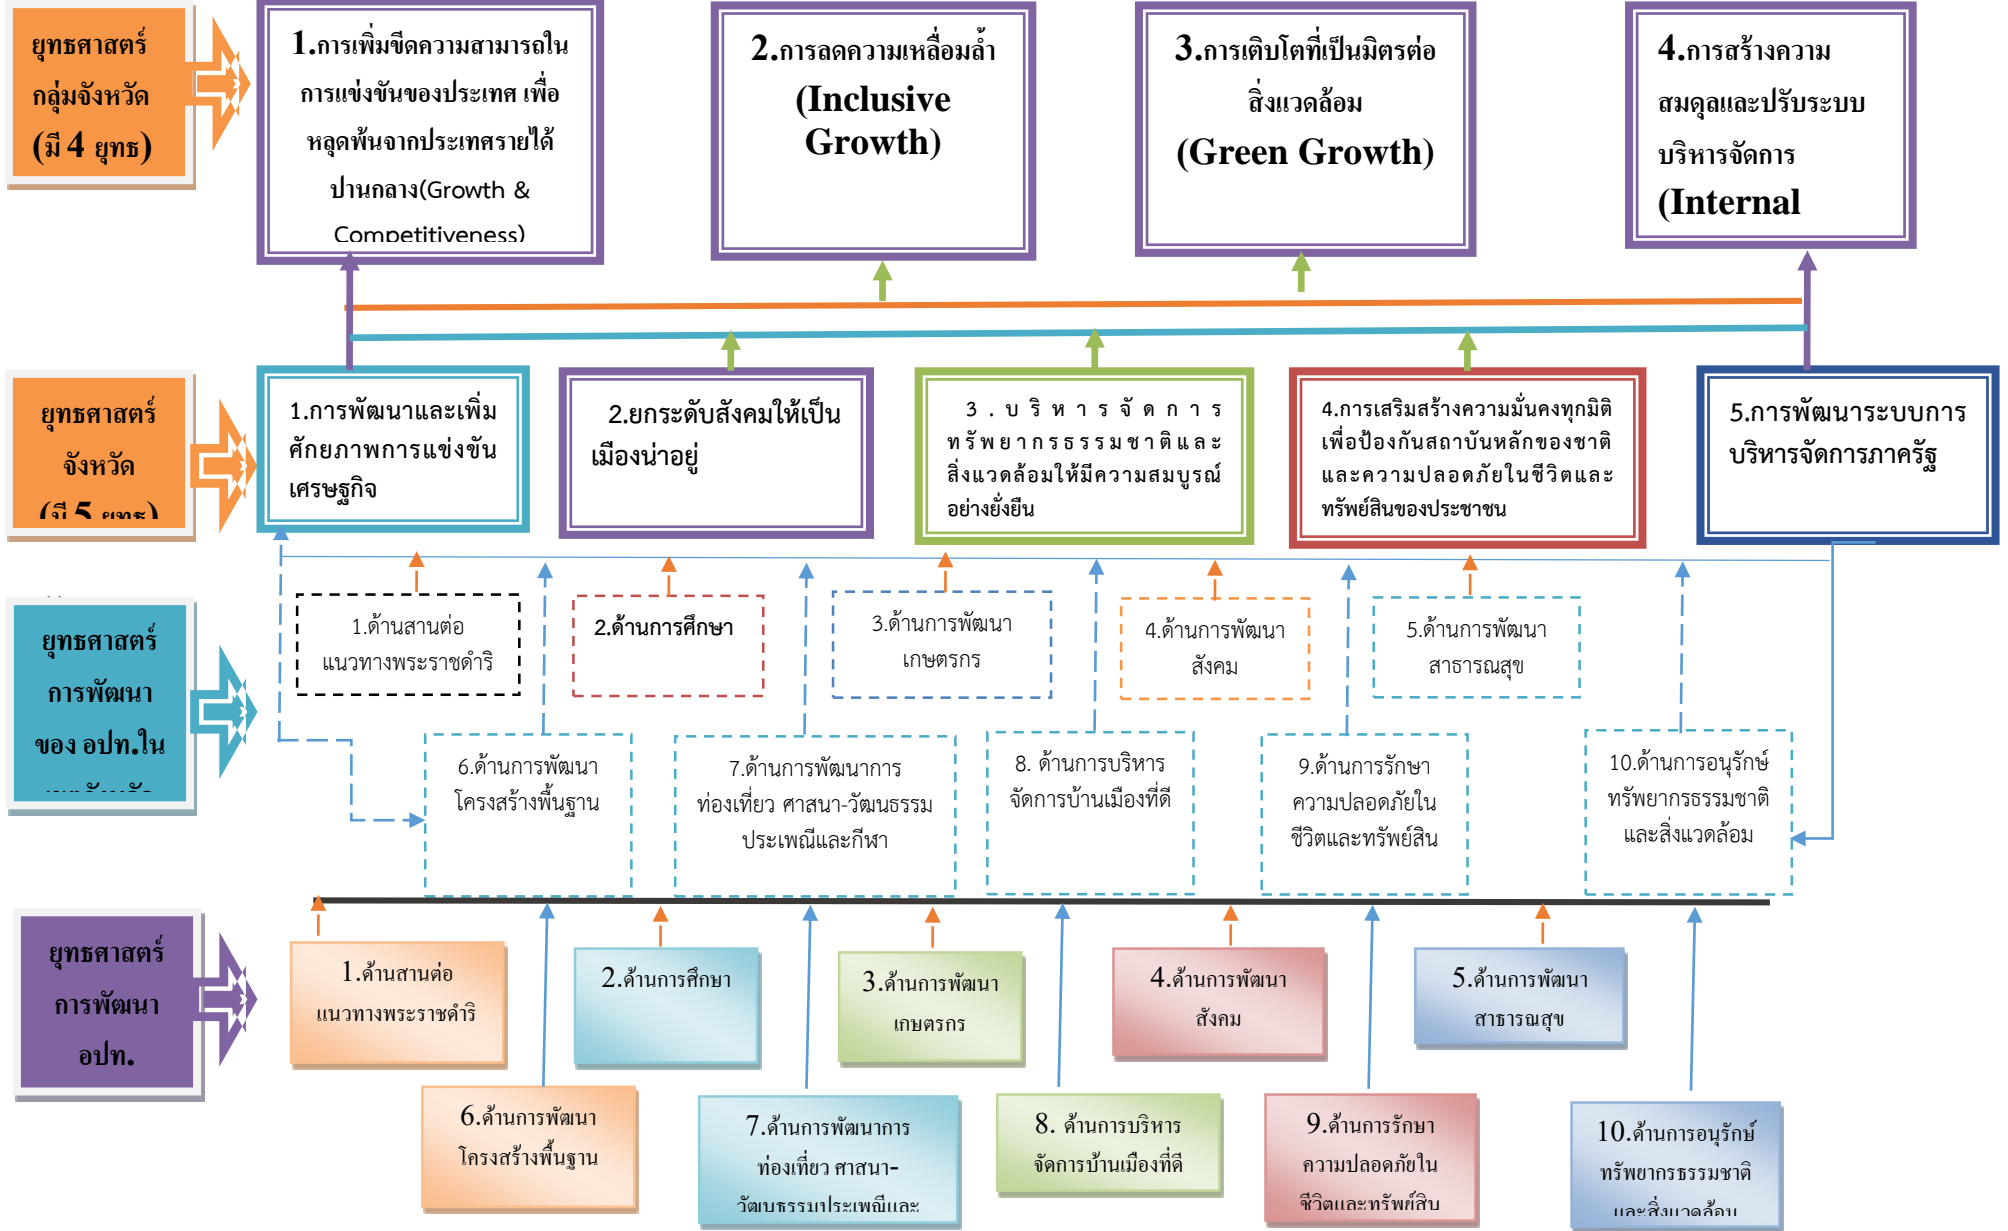 ยุทธศาสตร์
กลุ่มจังหวัด
(มี 4 ยุทธ)
1.การเพิ่มขีดความสามารถใน
การแข่งขันของประเทศ เพื่อ
หลุดพ้นจากประเทศรายได้
ปานกลาง(Growth &
Competitiveness)
2.การลดความเหลื่อมล้ำ
(Inclusive
Growth)
3.การเติบโตที่เป็นมิตรต่อ
สิ่งแวดล้อม
(Green Growth)
4.การสร้างความ
สมดุลและปรับระบบ
บริหารจัดการ
(Internal
ยุทธศาสตร์
จังหวัด
(มี 5 ยุทธ)
1.การพัฒนาและเพิ่ม
ศักยภาพการแข่งขัน
เศรษฐกิจ
2.ยกระดับสังคมให้เป็น
เมืองน่าอยู่
3.บริหารจัดการ
ทรัพยากรธรรมชาติและ
สิ่งแวดล้อมให้มีความสมบูรณ์
อย่างยั่งยืน
4.การเสริมสร้างความมั่นคงทุกมิติ
เพื่อป้องกันสถาบันหลักของชาติ
และความปลอดภัยในชีวิตและ
ทรัพย์สินของประชาชน
5.การพัฒนาระบบการ
บริหารจัดการภาครัฐ
ยุทธศาสตร์
การพัฒนา
ของ อปท.ใน
1.ด้านสานต่อ
แนวทางพระราชดำริ
2.ด้านการศึกษา
3.ด้านการพัฒนา
เกษตรกร
4.ด้านการพัฒนา
สังคม
5.ด้านการพัฒนา
สาธารณสุข
6.ด้านการพัฒนา
โครงสร้างพื้นฐาน
7.ด้านการพัฒนาการ
ท่องเที่ยว ศาสนา-วัฒนธรรม
ประเพณีและกีฬา
8. ด้านการบริหาร
จัดการบ้านเมืองที่ดี
9.ด้านการรักษา
ความปลอดภัยใน
ชีวิตและทรัพย์สิน
10.ด้านการอนุรักษ์
ทรัพยากรธรรมชาติ
และสิ่งแวดล้อม
ยุทธศาสตร์
การพัฒนา
อปท.
1.ด้านสานต่อ
แนวทางพระราชดำริ
2.ด้านการศึกษา
3.ด้านการพัฒนา
เกษตรกร
4.ด้านการพัฒนา
สังคม
5.ด้านการพัฒนา
สาธารณสุข
6.ด้านการพัฒนา
โครงสร้างพื้นฐาน
7.ด้านการพัฒนาการ
ท่องเที่ยว ศาสนา-
วัฒนธรรมประเพณีและ
8. ด้านการบริหาร
จัดการบ้านเมืองที่ดี
9.ด้านการรักษา
ความปลอดภัยใน
ชีวิตและทรัพย์สิน
10.ด้านการอนุรักษ์
ทรัพยากรธรรมชาติ
และสิ่งแวดล้อม